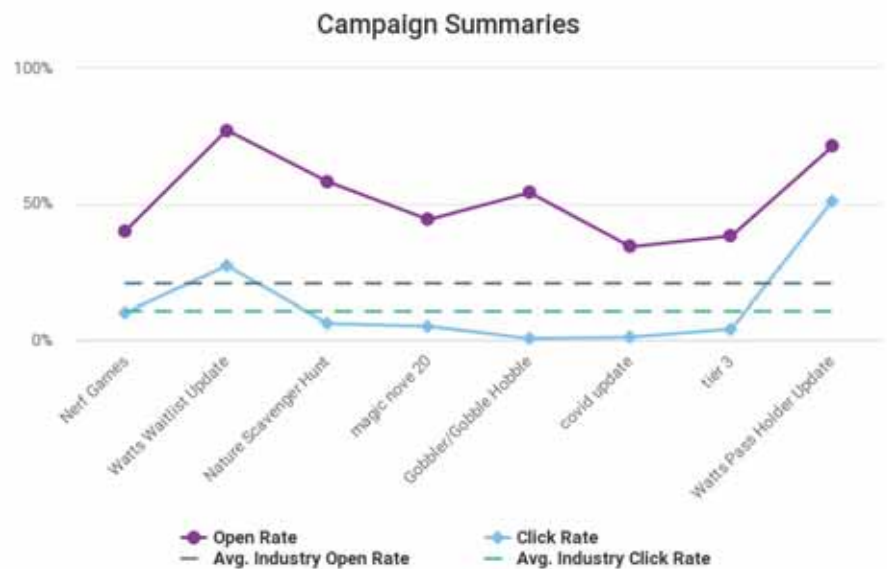 Campaign Summaries
100%
50%
0%
Nerf Games
Watts Waitlist Update
Nature Scavenger Hunt
magic nove 20
Gobbler/Gobble Hobble
covid update
tier 3
Watts Pass Holder Update
Open Rate
Click Rate
Avg. Industry Open Rate
Avg. Industry Click Rate